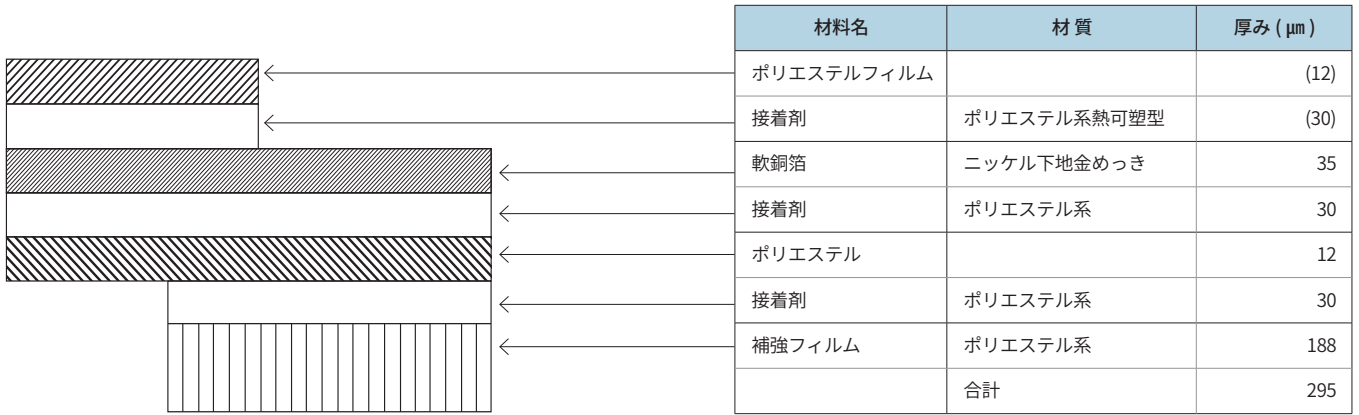 材料名 材 質 厚み ( μm )
ポリエステルフィルム (12)
接着剤 ポリエステル系熱可塑型 (30)
軟銅箔 ニッケル下地金めっき 35
接着剤 ポリエステル系 30
ポリエステル 12
接着剤 ポリエステル系 30
補強フィルム ポリエステル系 188
合計 295